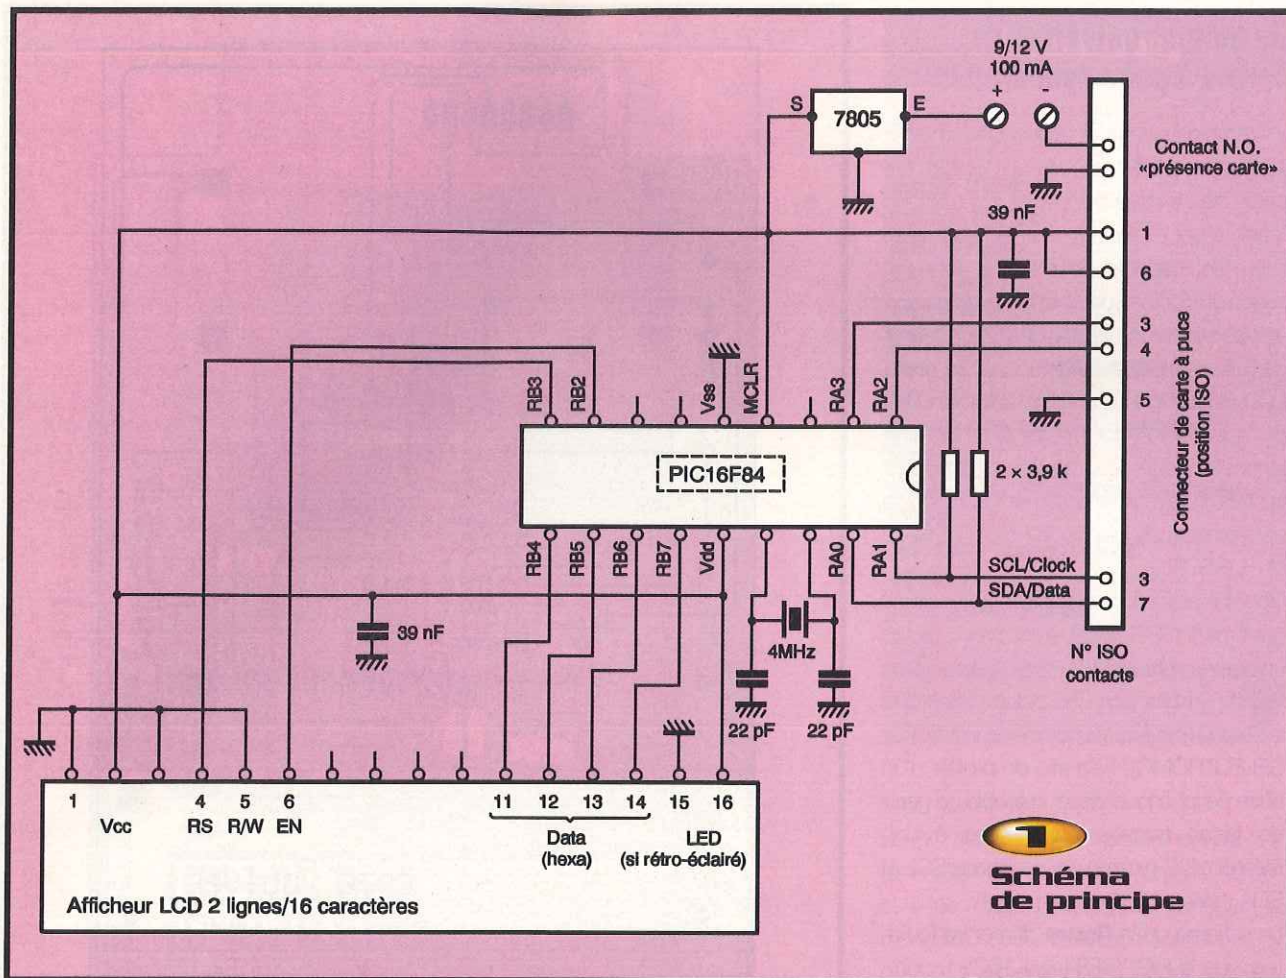 9/12 V
100 mA
+ -
S 7805 E
Contact N.O.
«présence carte»
39 nF
1
6
3
4
5
Connecteur de carte à puce
(position ISO)
RB3 RB2 Vss MCLR RA3 RA2
PIC16F84
2 × 3,9 k
RB4 RB5 RB6 RB7 Vdd RA0 RA1
SCL/Clock 3
SDA/Data 7
39 nF
4MHz
N° ISO
contacts
22 pF 22 pF
1 4 5 6 11 12 13 14 15 16
Vcc RS R/W EN
Data LED
(hexa) (si rétro-éclairé)
Afficheur LCD 2 lignes/16 caractères
1
Schéma
de principe